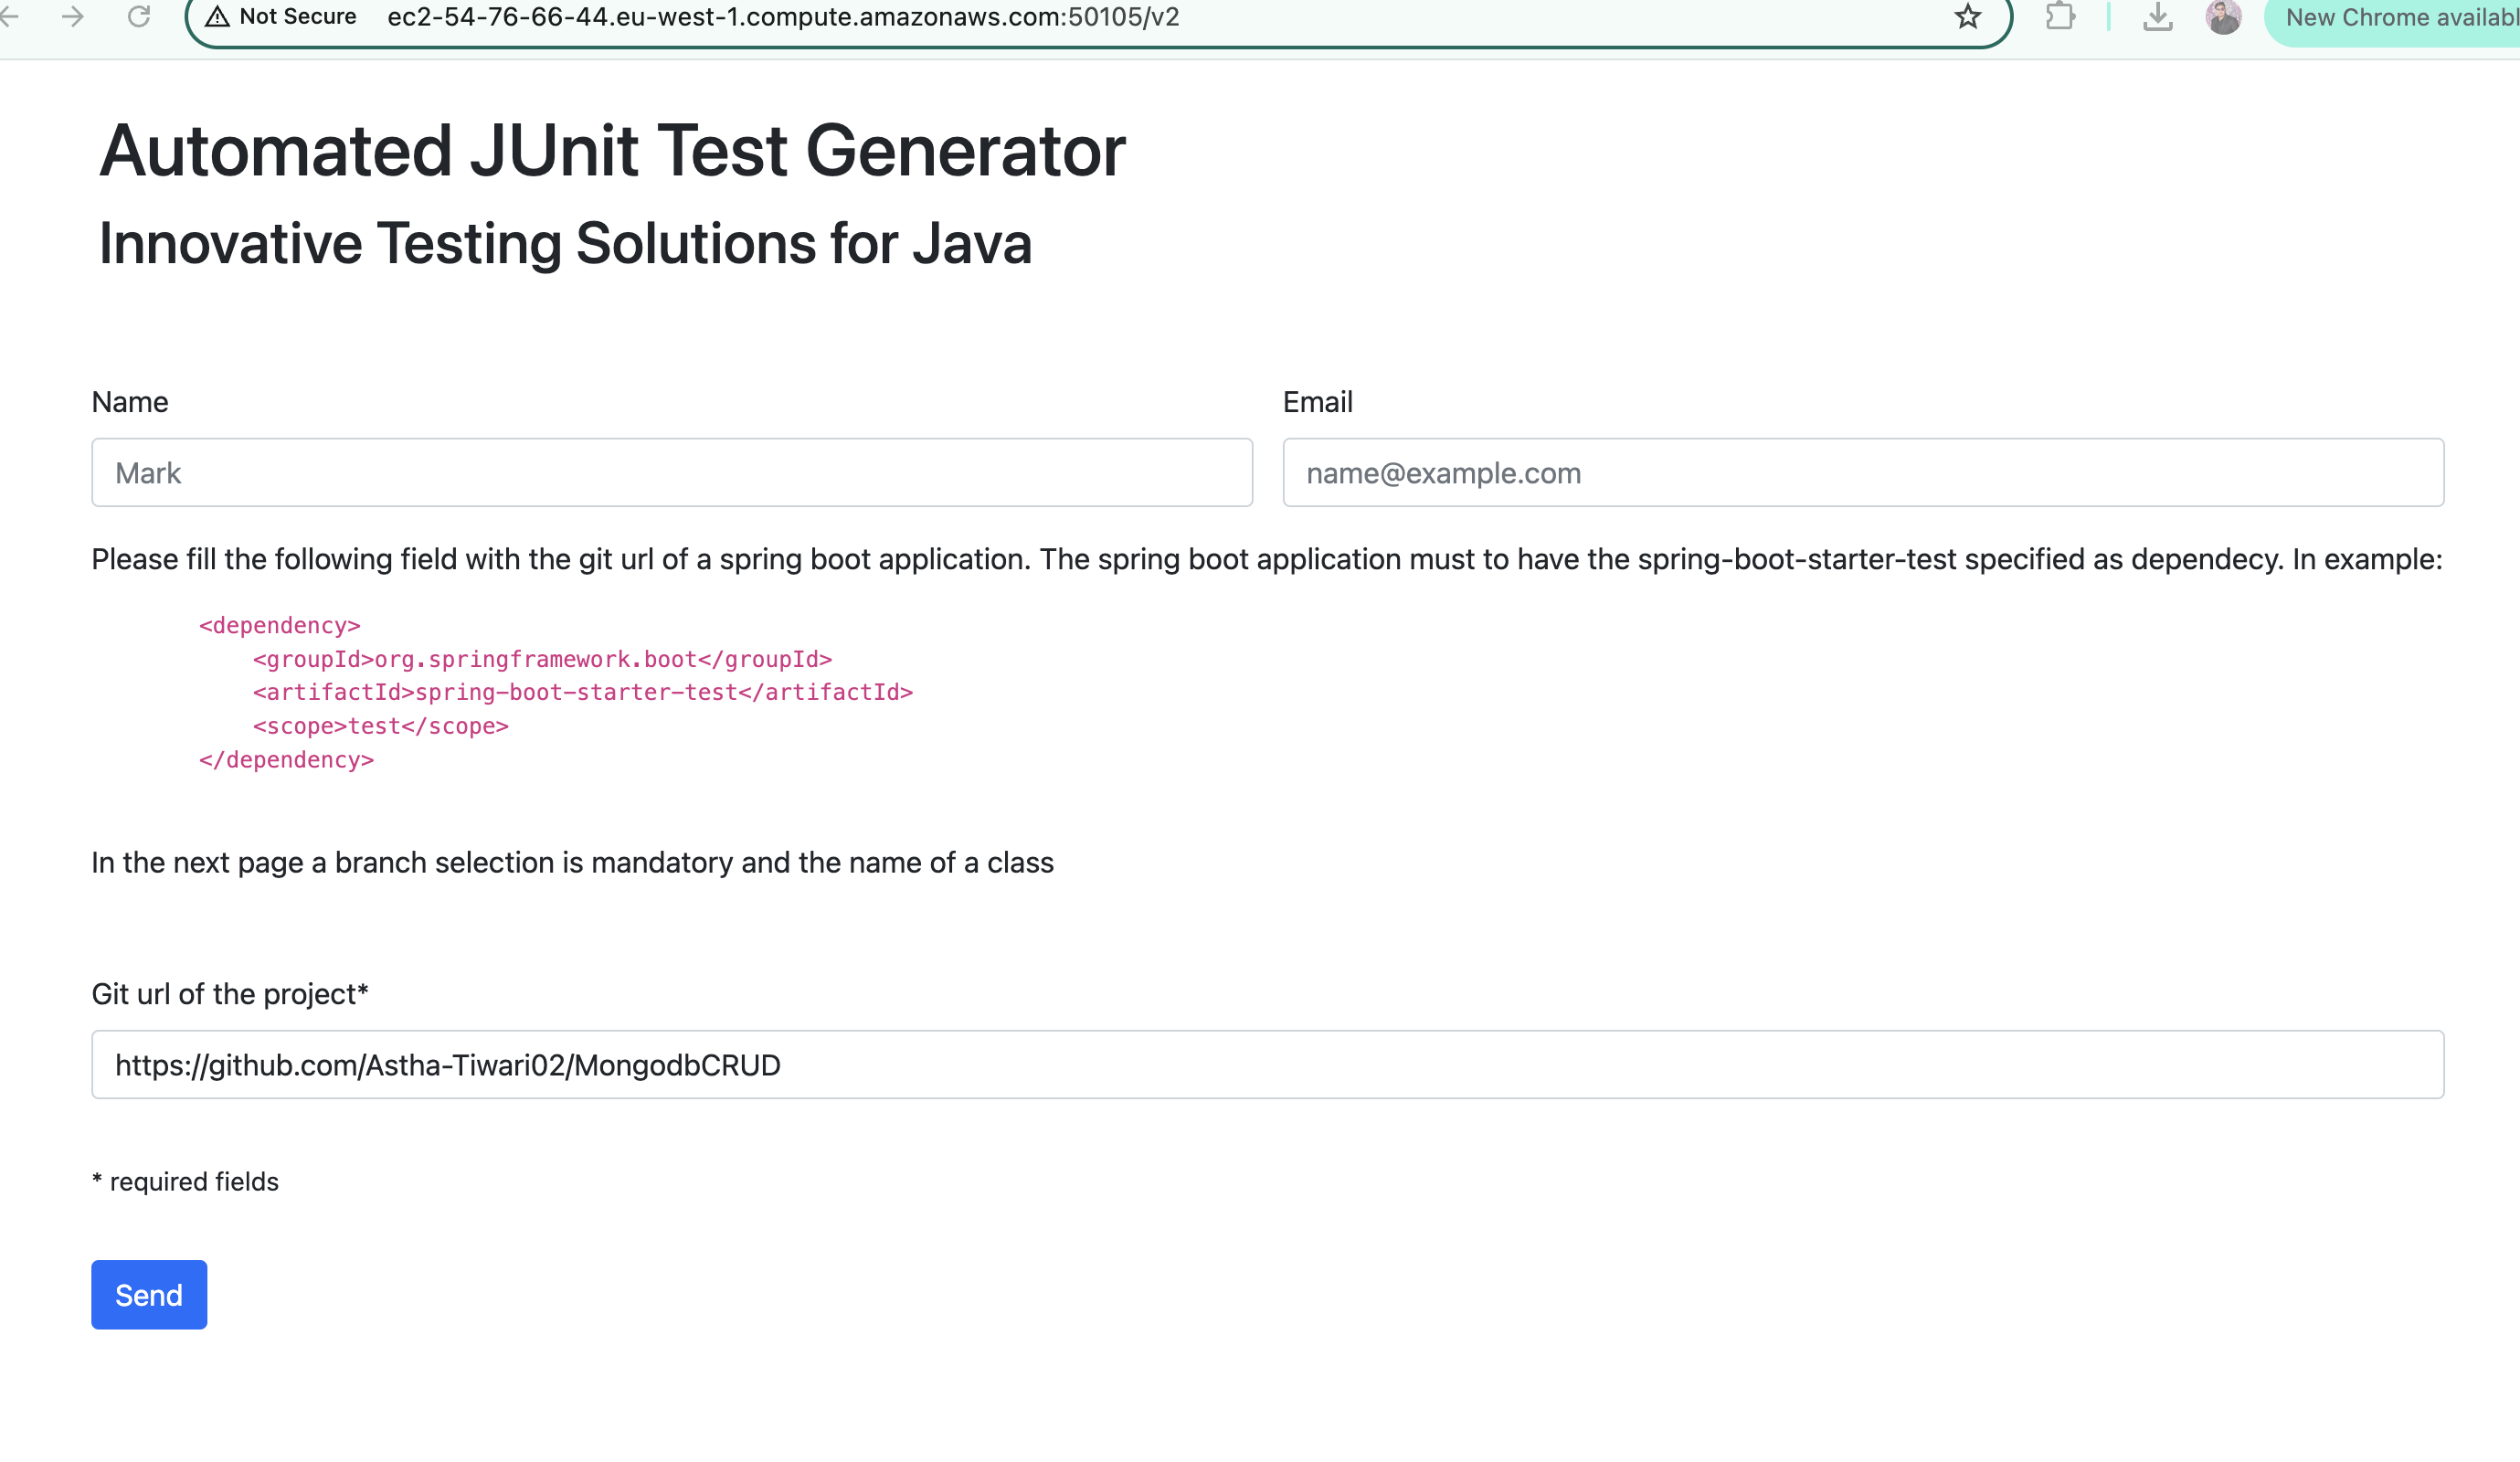 Not Secure ec2-54-76-66-44.eu-west-1.compute.amazonaws.com:50105/v2
New Chrome availabl
Automated JUnit Test Generator
Innovative Testing Solutions for Java
Name
Email
Mark
name@example.com
Please fill the following field with the git url of a spring boot application. The spring boot application must to have the spring-boot-starter-test specified as dependecy. In example:
<dependency>
<groupId>org.springframework.boot</groupId>
<artifactId>spring-boot-starter-test</artifactId>
<scope>test</scope>
</dependency>
In the next page a branch selection is mandatory and the name of a class
Git url of the project*
https://github.com/Astha-Tiwari02/MongodbCRUD
* required fields
Send